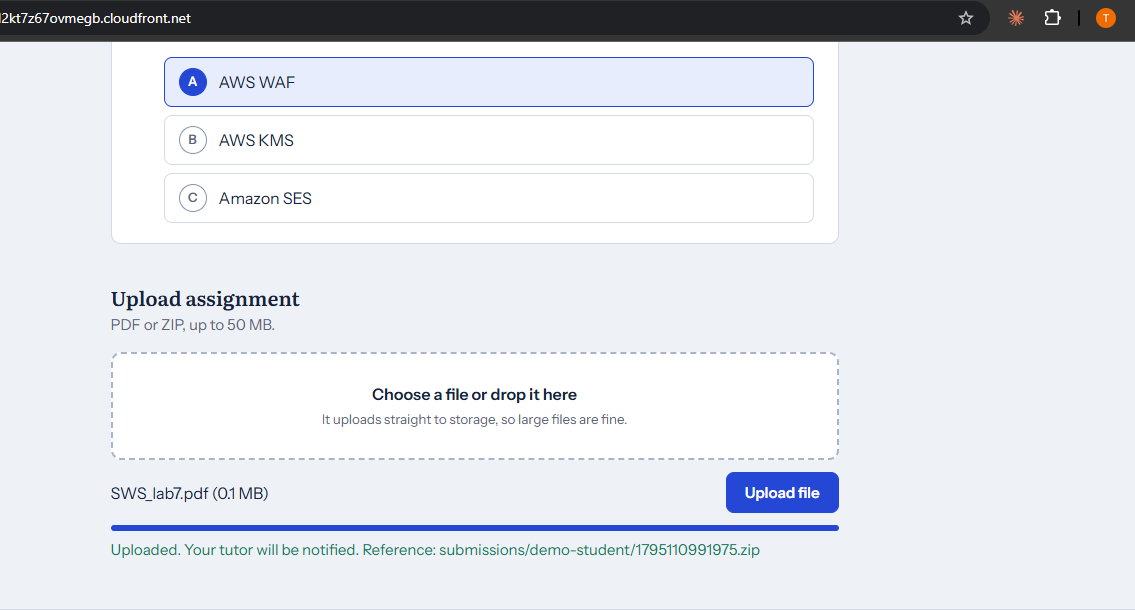 l2kt7z67ovmegb.cloudfront.net
T
A AWS WAF
B AWS KMS
C Amazon SES
Upload assignment
PDF or ZIP, up to 50 MB.
Choose a file or drop it here
It uploads straight to storage, so large files are fine.
SWS_lab7.pdf (0.1 MB)
Upload file
Uploaded. Your tutor will be notified. Reference: submissions/demo-student/1795110991975.zip